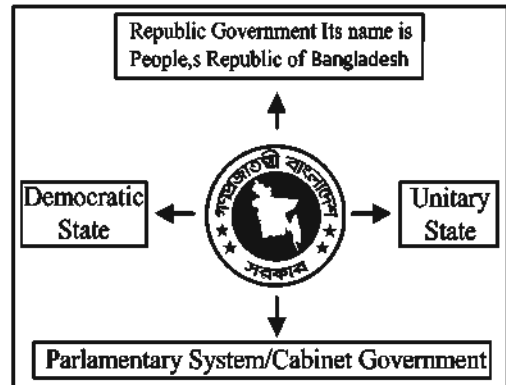 Republic Government Its name is
People,s Republic of Bangladesh
গণপ্রজাতন্ত্রী বাংলাদেশ
Democratic
State
Unitary
State
সরকার
Parlamentary System/Cabinet Government